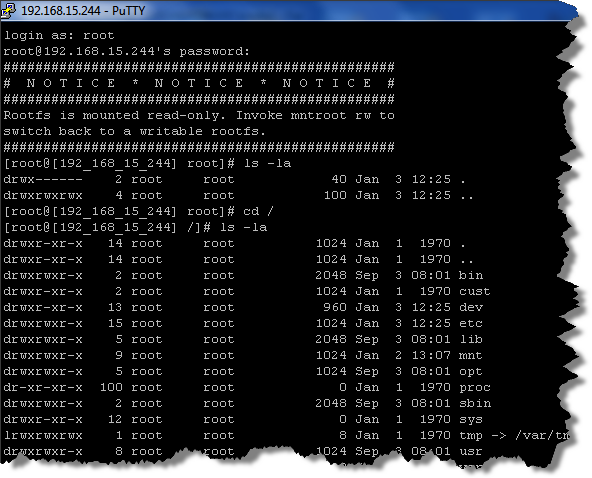 192.168.15.244 - PuTTY
login as: root
root@192.168.15.244's password:
#################################################
#  N O T I C E  *  N O T I C E  *  N O T I C E  #
#################################################
Rootfs is mounted read-only. Invoke mntroot rw to
switch back to a writable rootfs.
#################################################
[root@[192_168_15_244] root]# ls -la
drwx------    2 root     root           40 Jan  3 12:25 .
drwxrwxrwx    4 root     root          100 Jan  3 12:25 ..
[root@[192_168_15_244] root]# cd /
[root@[192_168_15_244] /]# ls -la
drwxr-xr-x   14 root     root         1024 Jan  1  1970 .
drwxr-xr-x   14 root     root         1024 Jan  1  1970 ..
drwxrwxr-x    2 root     root         2048 Sep  3 08:01 bin
drwxr-xr-x    2 root     root         1024 Jan  1  1970 cust
drwxr-xr-x   13 root     root          960 Jan  3 12:25 dev
drwxrwxr-x   15 root     root         1024 Jan  3 12:25 etc
drwxrwxr-x    5 root     root         2048 Sep  3 08:01 lib
drwxrwxr-x    9 root     root         1024 Jan  2 13:07 mnt
drwxrwxr-x    5 root     root         1024 Sep  3 08:01 opt
dr-xr-xr-x  100 root     root            0 Jan  1  1970 proc
drwxrwxr-x    2 root     root         2048 Sep  3 08:01 sbin
drwxr-xr-x   12 root     root            0 Jan  1  1970 sys
lrwxrwxrwx    1 root     root            8 Jan  1  1970 tmp ->
drwxrwxr-x    8 root     root         1024 Sep  3 08:01 usr